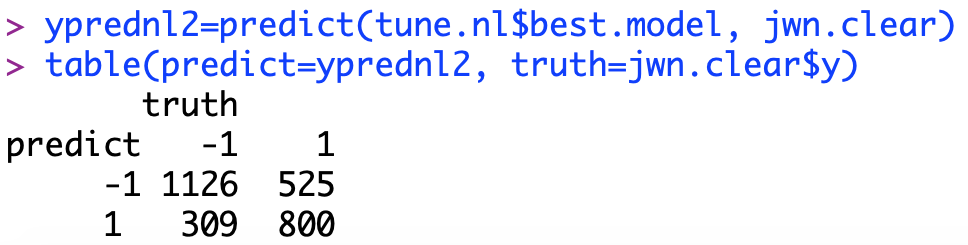 > yprednl2=predict(tune.nl$best.model, jwn.clear)
> table(predict=yprednl2, truth=jwn.clear$y)
truth
predict -1 1
-1 1126 525
1 309 800